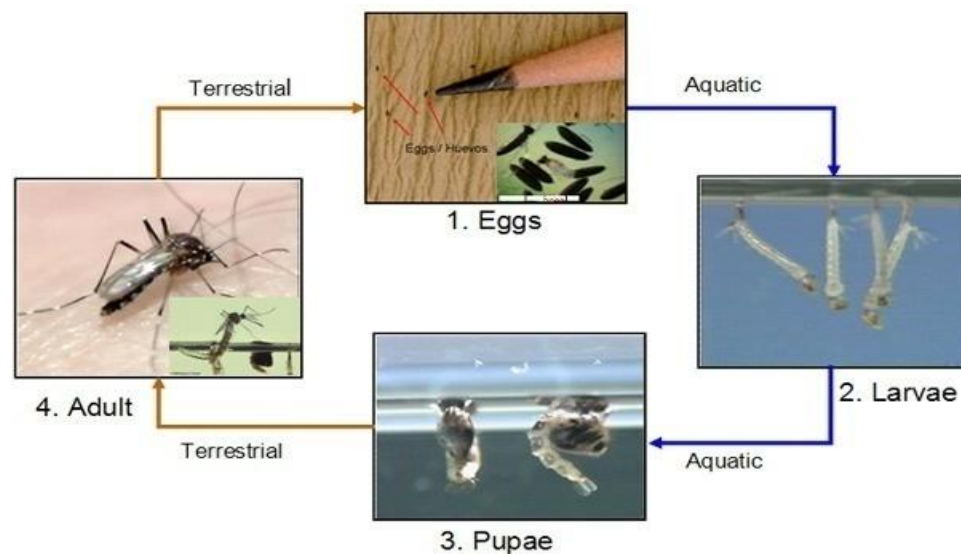 Terrestrial
Aquatic
Eggs / Huevos
1. Eggs
4. Adult
2. Larvae
Terrestrial
Aquatic
3. Pupae